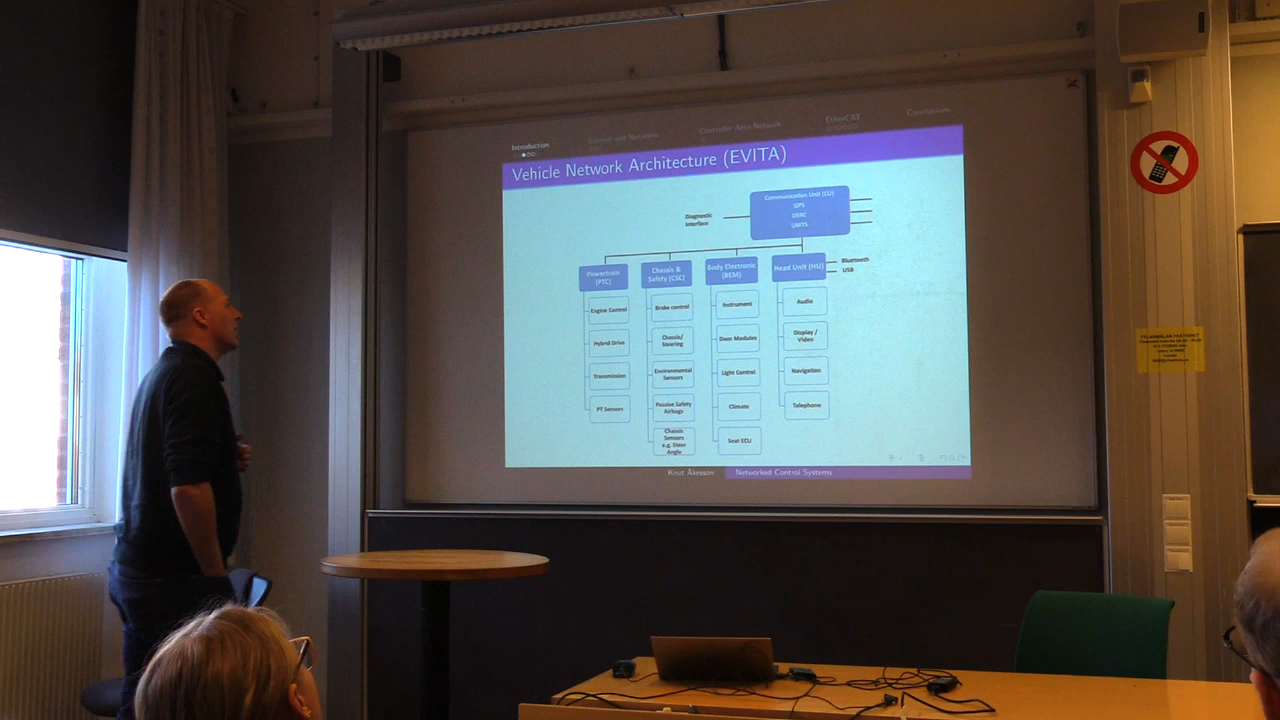 Introduction
Controller Area Network
EtherCAT
Conclusions
Vehicle Network Architecture (EVITA)
Communication Unit (CU)
GPS
DSRC
UMTS
Diagnostic
Interface
Powertrain
(PTC)
Chassis &
Safety (CSC)
Body Electronic
(BEM)
Head Unit (HU)
Bluetooth
USB
Engine Control
Hybrid Drive
Transmission
PT Sensors
Brake control
Chassis/
Steering
Environmental
Sensors
Passive Safety
Airbags
Chassis
Sensors
e.g. Steer
Angle
Instrument
Door Modules
Light Control
Climate
Seat ECU
Audio
Display /
Video
Navigation
Telephone
Knut Åkesson
Networked Control Systems